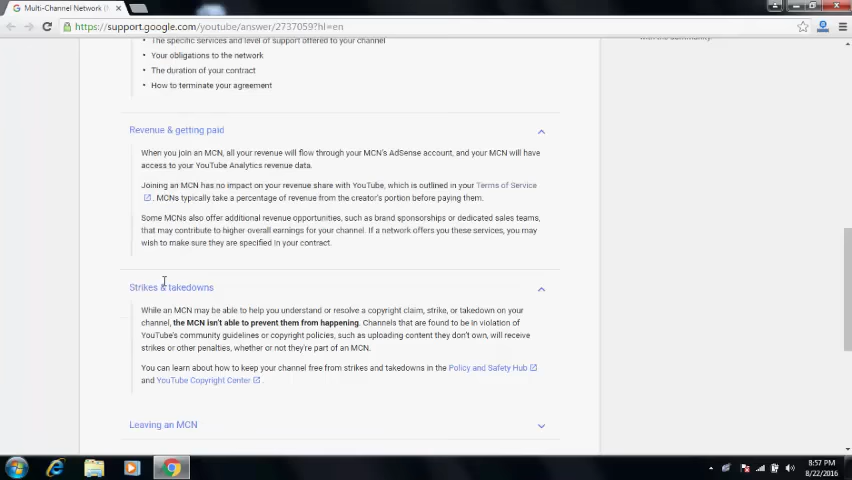 Multi-Channel Network (M
https://support.google.com/youtube/answer/2737059?hl=en
with the community.
• The specific services and level of support offered to your channel
• Your obligations to the network
• The duration of your contract
• How to terminate your agreement
Revenue & getting paid
When you join an MCN, all your revenue will flow through your MCN's AdSense account, and your MCN will have
access to your YouTube Analytics revenue data.
Joining an MCN has no impact on your revenue share with YouTube, which is outlined in your Terms of Service
. MCNs typically take a percentage of revenue from the creator's portion before paying them.
Some MCNs also offer additional revenue opportunities, such as brand sponsorships or dedicated sales teams,
that may contribute to higher overall earnings for your channel. If a network offers you these services, you may
wish to make sure they are specified in your contract.
Strikes & takedowns
While an MCN may be able to help you understand or resolve a copyright claim, strike, or takedown on your
channel, the MCN isn't able to prevent them from happening. Channels that are found to be in violation of
YouTube's community guidelines or copyright policies, such as uploading content they don't own, will receive
strikes or other penalties, whether or not they're part of an MCN.
You can learn about how to keep your channel free from strikes and takedowns in the Policy and Safety Hub
and YouTube Copyright Center .
Leaving an MCN
8:57 PM
8/22/2016